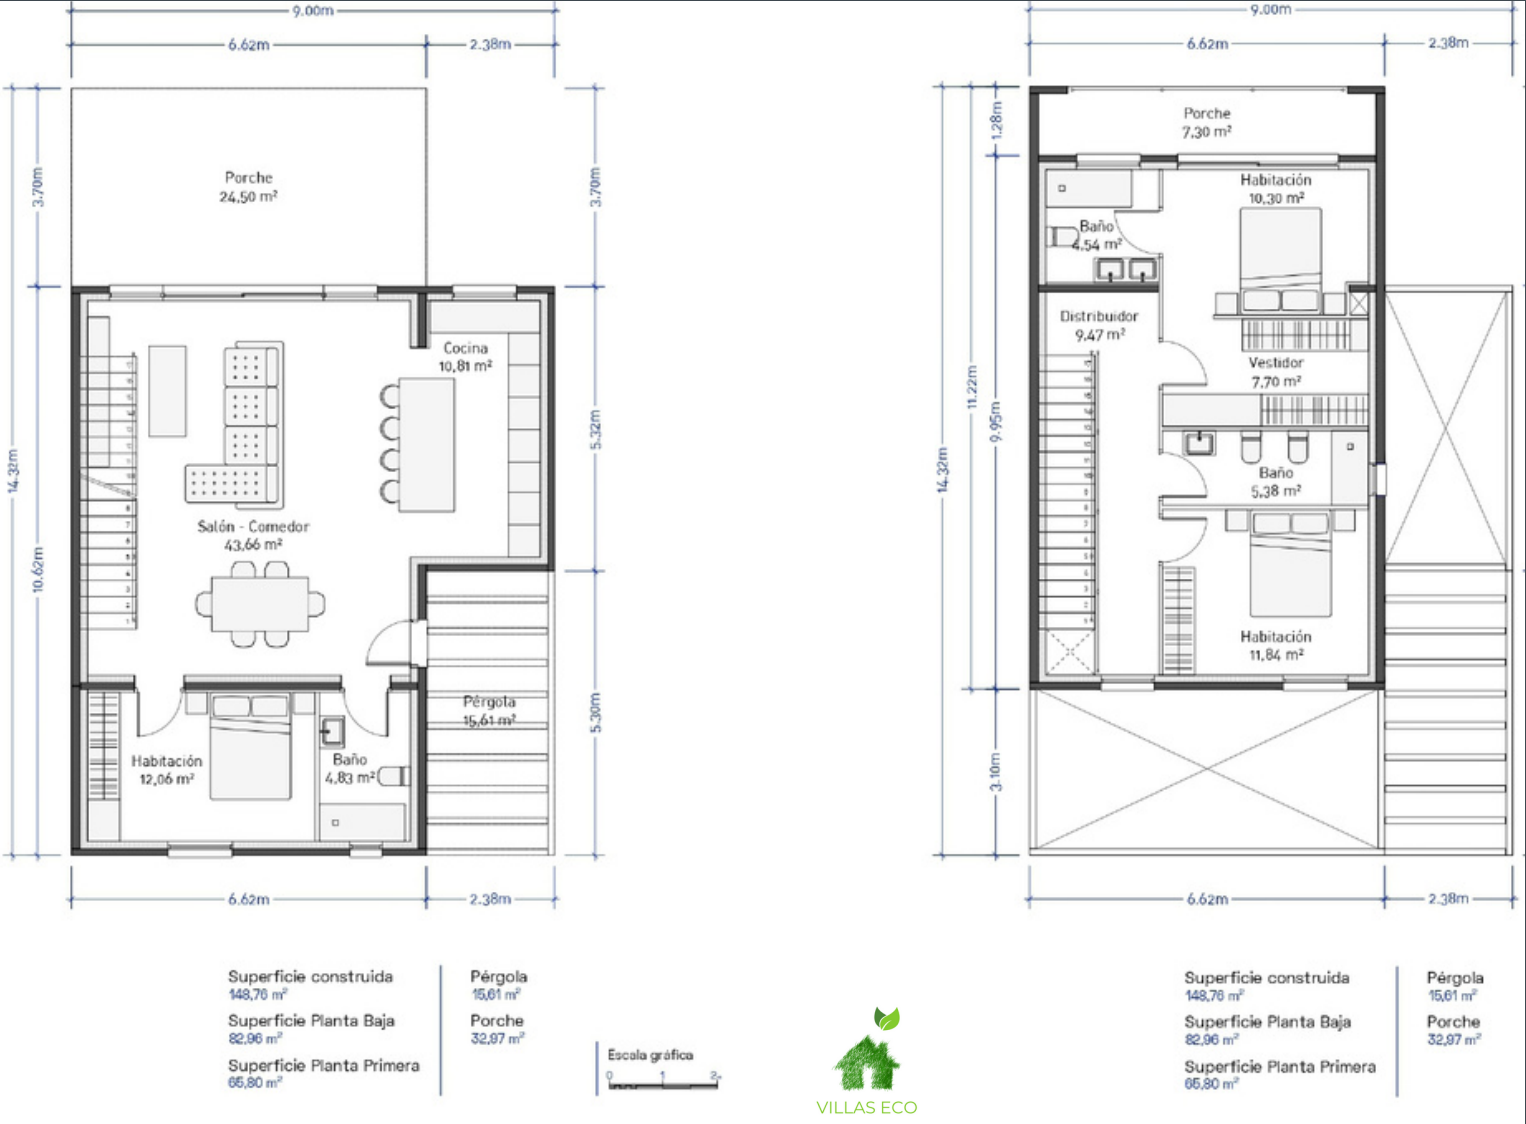 9.00m
6.62m
2.38m
3.70m
3.70m
Porche
24,50 m²
14.32m
10.62m
5.32m
5.30m
Cocina
10,81 m²
Salón - Comedor
43,66 m²
Pérgola
15,61 m²
Habitación
12,06 m²
Baño
4,83 m²
6.62m
2.38m
Superficie construida
148,76 m²
Superficie Planta Baja
82,96 m²
Superficie Planta Primera
65,80 m²
Pérgola
15,61 m²
Porche
32,97 m²
Escala gráfica
0 1 2
VILLAS ECO
9.00m
6.62m
2.38m
1.28m
Porche
7,30 m²
Habitación
10,30 m²
Baño
4,54 m²
Distribuidor
9,47 m²
Vestidor
7,70 m²
11.22m
9.95m
14.32m
Baño
5,38 m²
Habitación
11,84 m²
3.10m
6.62m
2.38m
Superficie construida
148,76 m²
Superficie Planta Baja
82,96 m²
Superficie Planta Primera
65,80 m²
Pérgola
15,61 m²
Porche
32,97 m²